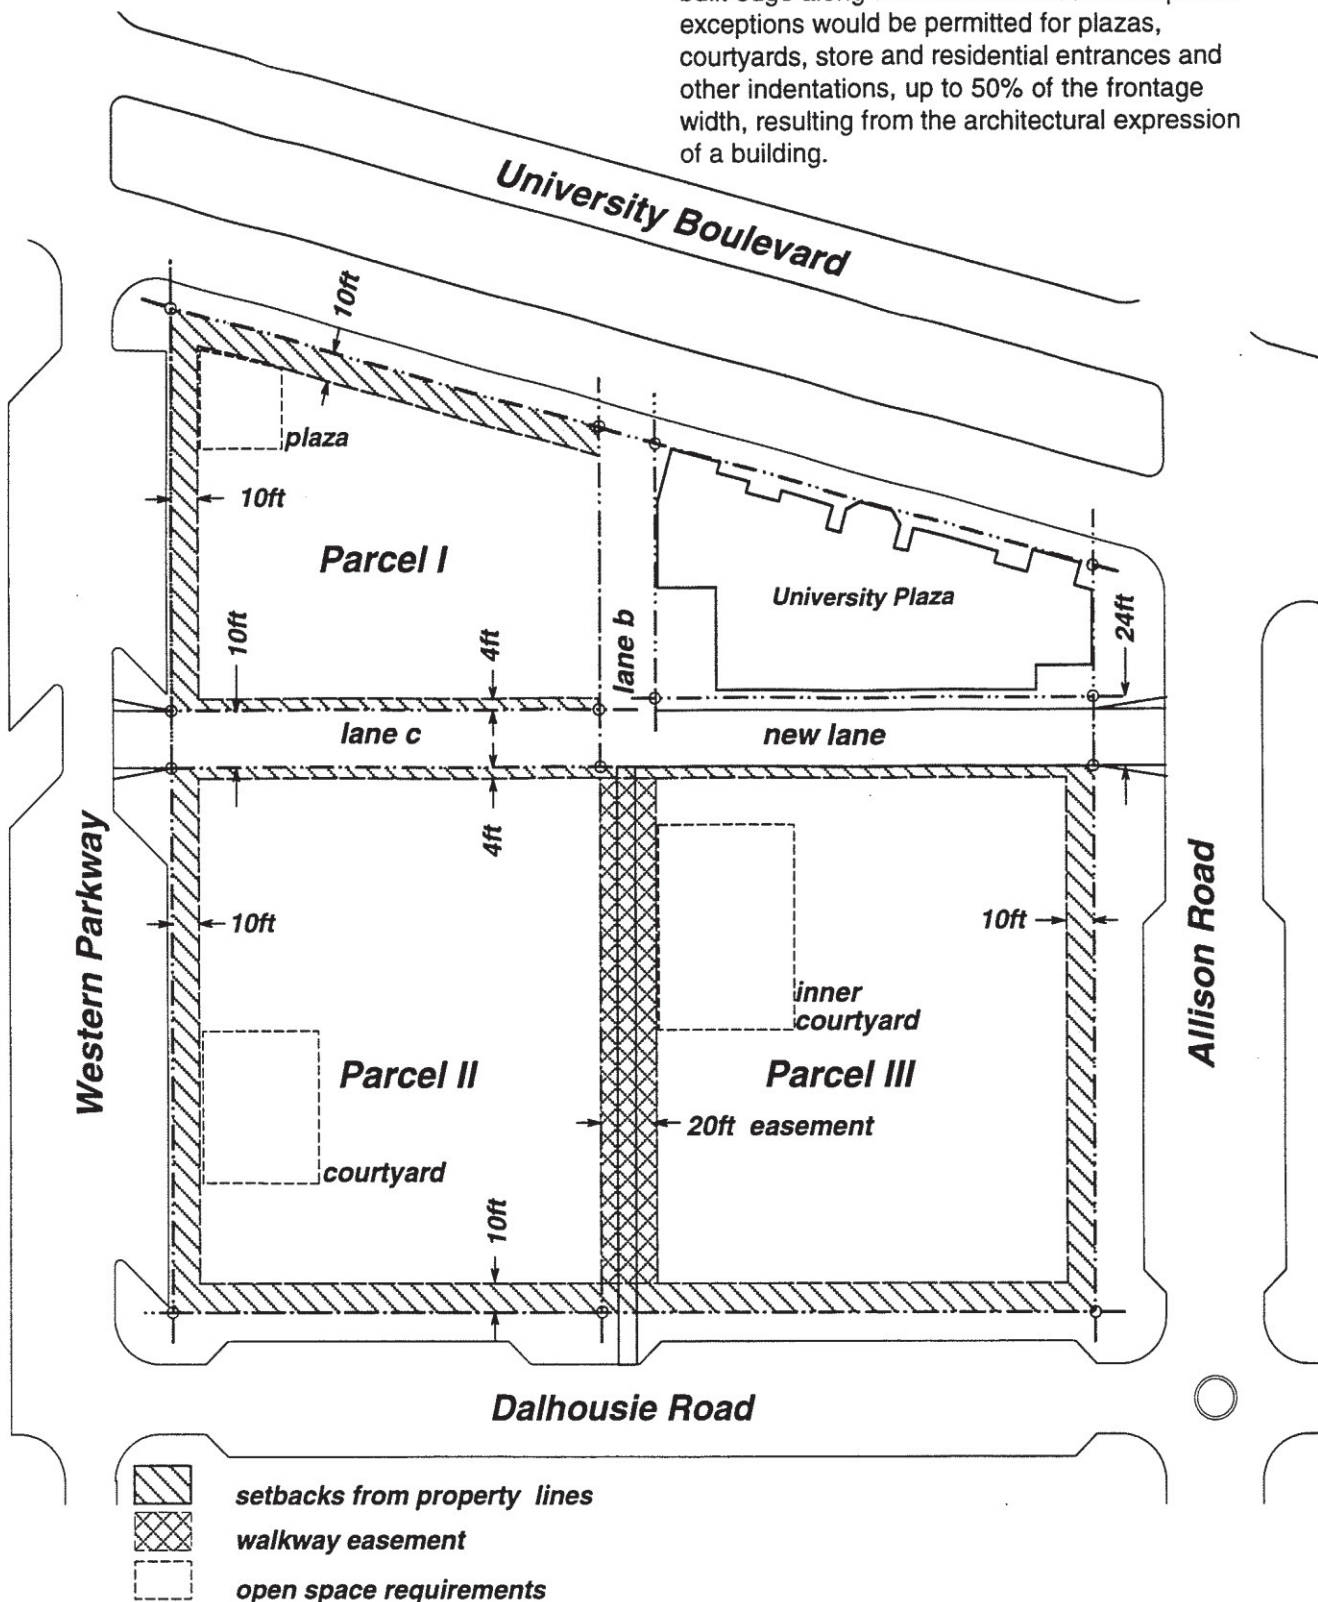 exceptions would be permitted for plazas,
courtyards, store and residential entrances and
other indentations, up to 50% of the frontage
width, resulting from the architectural expression
of a building.
University Boulevard
10ft
plaza
10ft
Parcel I
University Plaza
10ft
4ft
lane b
24ft
lane c
new lane
4ft
Western Parkway
10ft
10ft
Allison Road
inner
courtyard
Parcel II
Parcel III
20ft easement
courtyard
10ft
Dalhousie Road
setbacks from property lines
walkway easement
open space requirements